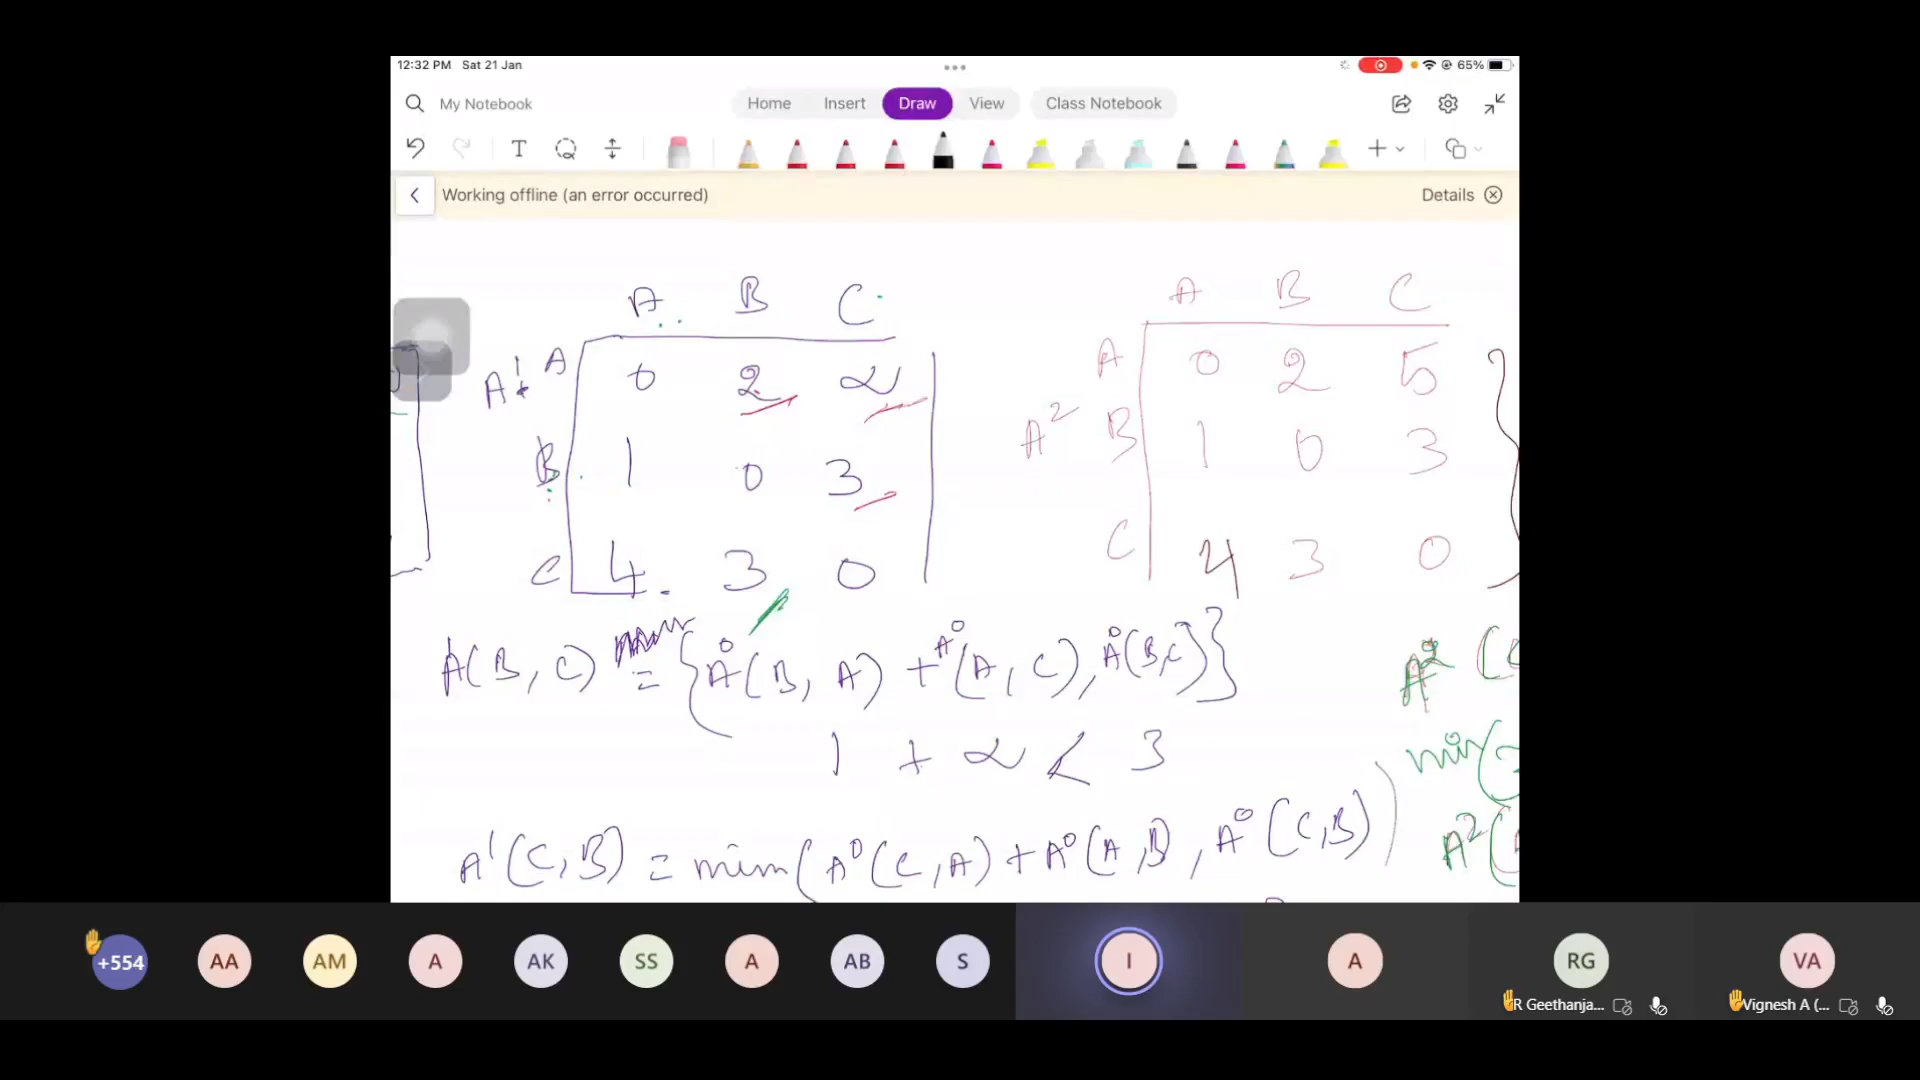 12:32 PM Sat 21 Jan
65%
My Notebook
Home Insert Draw View Class Notebook
T
Working offline (an error occurred)
Details
A B C
A¹ A 0 2 ∝
B 1 0 3
C 4 3 0
A B C
A 0 2 5
A² B 1 0 3
C 4 3 0
A(B, C) = {A⁰(B, A) + A⁰(A, C), A⁰(B,C)}
1 + ∝ < 3
min
A¹(C,B) = min(A⁰(C,A) + A⁰(A,B), A⁰(C,B))
A²(
+554 AA AM A AK SS A AB S I A RG VA
R Geethanja...
Vignesh A (...